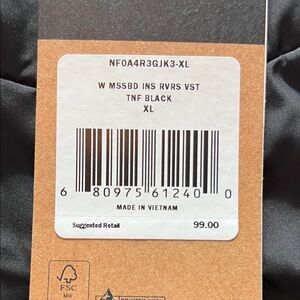 NF0A4R3GJK3-XL
W MSSBD INS RVRS VST
TNF BLACK
XL
6 80975 61240 0
MADE IN VIETNAM
Suggested Retail 99.00
FSC
MIX